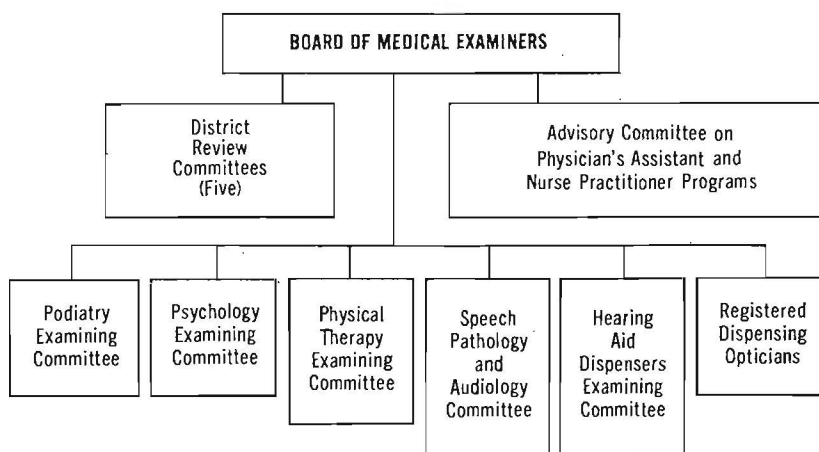 BOARD OF MEDICAL EXAMINERS
District
Review
Committees
(Five)
Advisory Committee on
Physician's Assistant and
Nurse Practitioner Programs
Podiatry
Examining
Committee
Psychology
Examining
Committee
Physical
Therapy
Examining
Committee
Speech
Pathology
and
Audiology
Committee
Hearing
Aid
Dispensers
Examining
Committee
Registered
Dispensing
Opticians